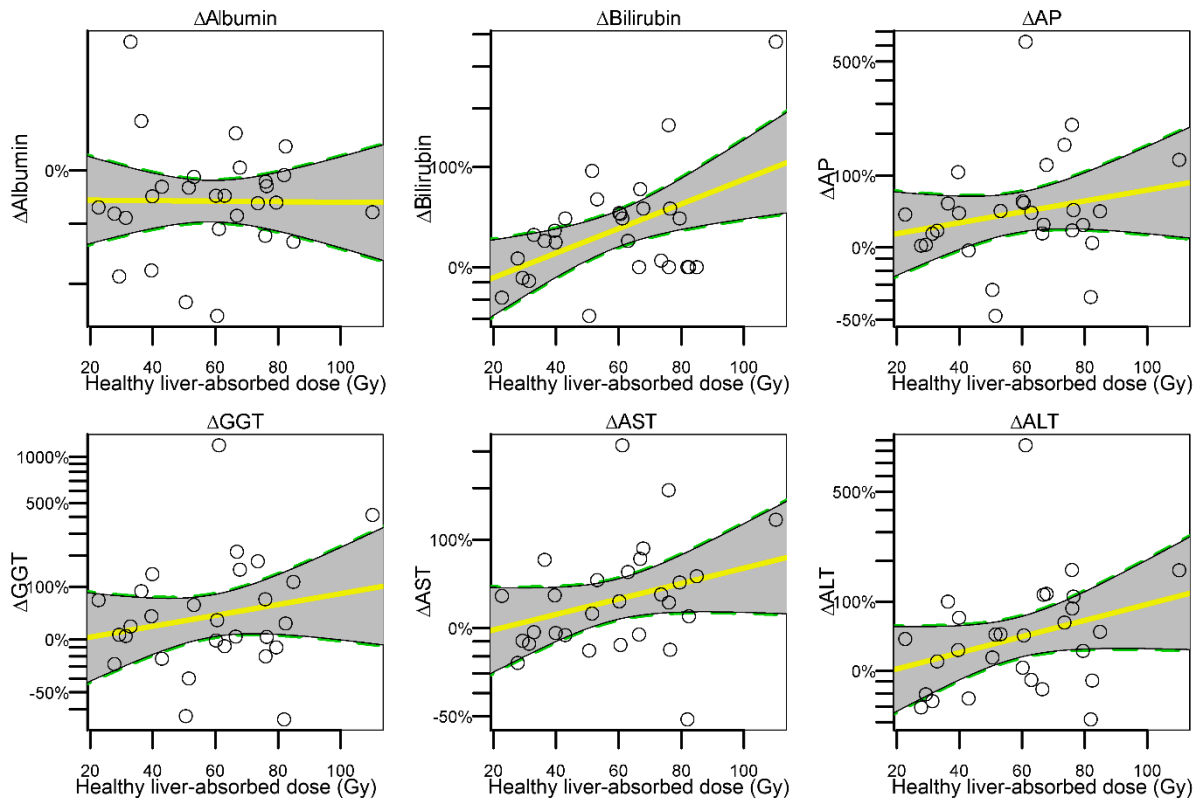 ΔAlbumin
ΔAlbumin
0%
20 40 60 80 100
Healthy liver-absorbed dose (Gy)
ΔBilirubin
ΔBilirubin
100%
0%
20 40 60 80 100
Healthy liver-absorbed dose (Gy)
ΔAP
ΔAP
500%
100%
0%
-50%
20 40 60 80 100
Healthy liver-absorbed dose (Gy)
ΔGGT
ΔGGT
1000%
500%
100%
0%
-50%
20 40 60 80 100
Healthy liver-absorbed dose (Gy)
ΔAST
ΔAST
100%
0%
-50%
20 40 60 80 100
Healthy liver-absorbed dose (Gy)
ΔALT
ΔALT
500%
100%
0%
20 40 60 80 100
Healthy liver-absorbed dose (Gy)